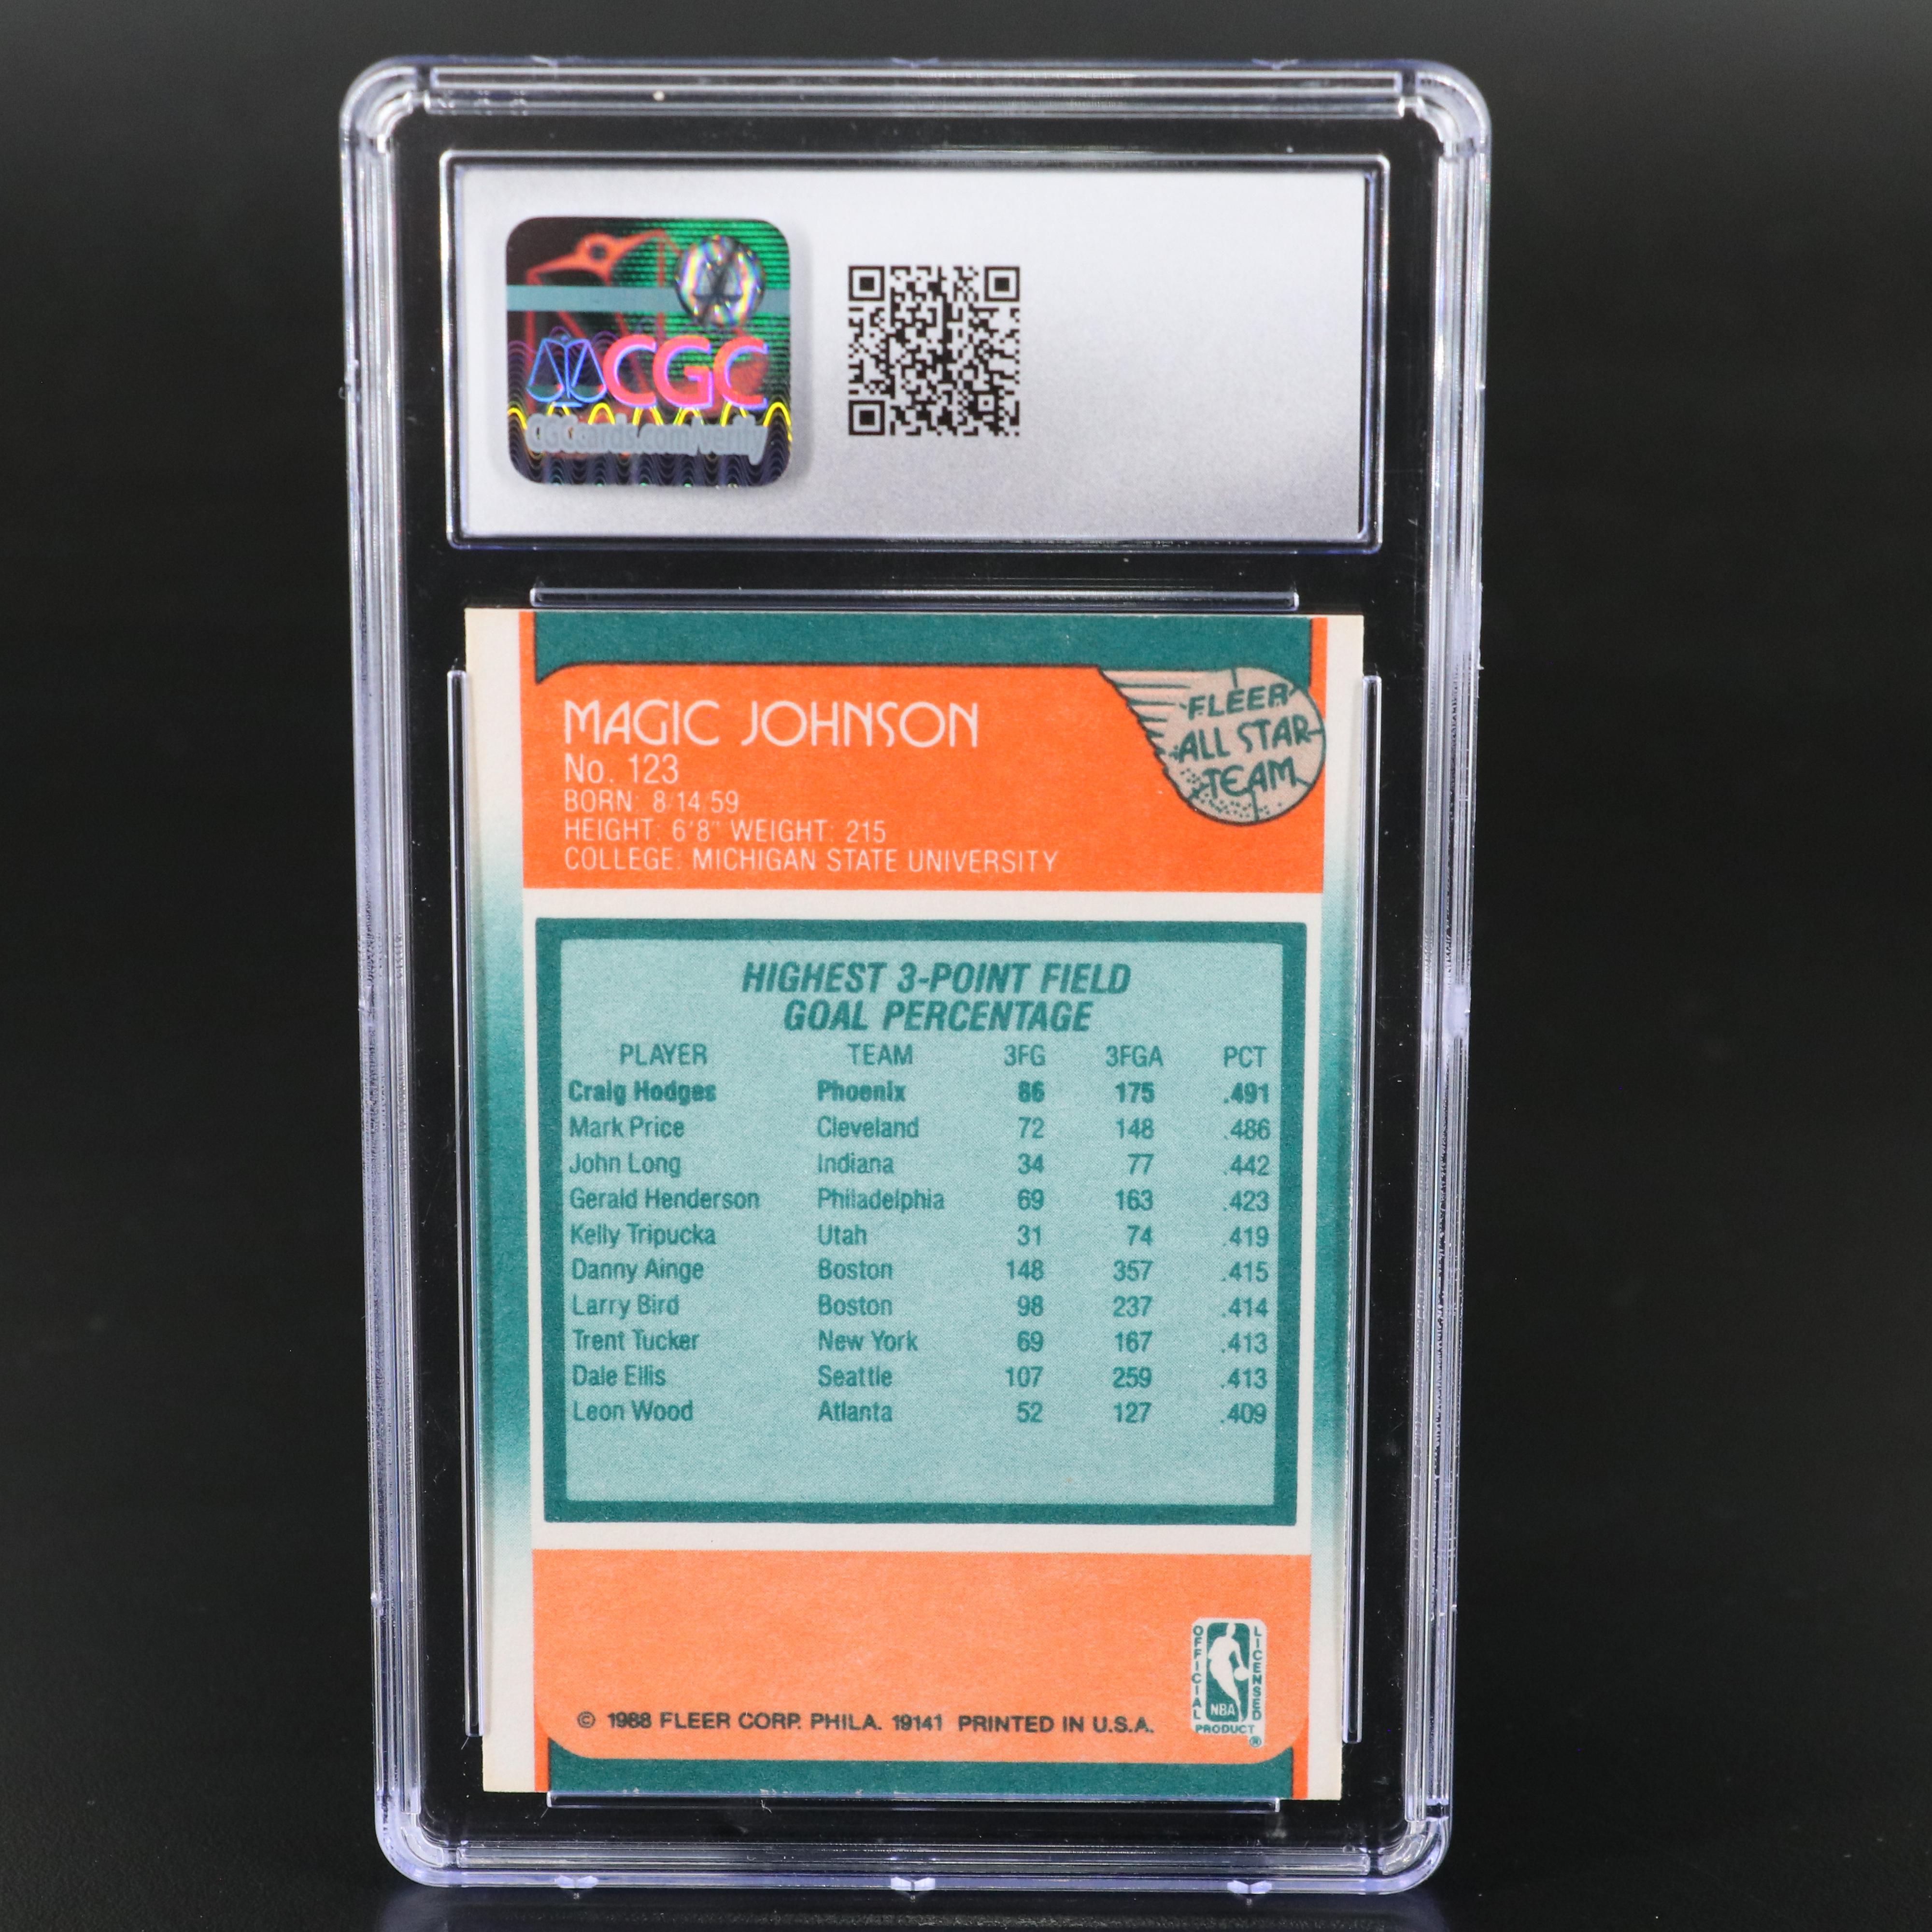 CGC
CGCcards.com/verify
MAGIC JOHNSON
No. 123
BORN: 8/14/59
HEIGHT: 6'8" WEIGHT: 215
COLLEGE: MICHIGAN STATE UNIVERSITY
FLEER
ALL STAR
TEAM
HIGHEST 3-POINT FIELD
GOAL PERCENTAGE
PLAYER TEAM 3FG 3FGA PCT
Craig Hodges Phoenix 86 175 .491
Mark Price Cleveland 72 148 .486
John Long Indiana 34 77 .442
Gerald Henderson Philadelphia 69 163 .423
Kelly Tripucka Utah 31 74 .419
Danny Ainge Boston 148 357 .415
Larry Bird Boston 98 237 .414
Trent Tucker New York 69 167 .413
Dale Ellis Seattle 107 259 .413
Leon Wood Atlanta 52 127 .409
OFFICIAL
LICENSED
NBA
PRODUCT
®
© 1988 FLEER CORP. PHILA. 19141 PRINTED IN U.S.A.